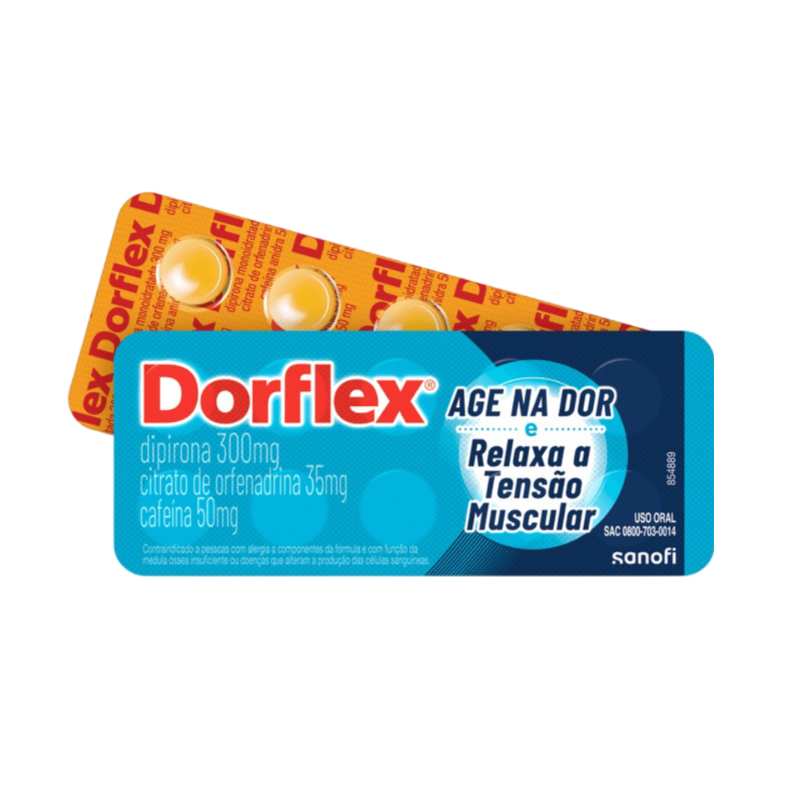 Dorflex
dipirona monoidratada 300 mg
citrato de orfenadrina
cafeína anidra
Dorflex®
dipirona 300mg
citrato de orfenadrina 35mg
cafeína 50mg
Contraindicado a pessoas com alergia a componentes da fórmula e com função da
medula óssea insuficiente ou doenças que alteram a produção das células sanguíneas.
AGE NA DOR
e
Relaxa a
Tensão
Muscular
854889
USO ORAL
SAC 0800-703-0014
sanofi